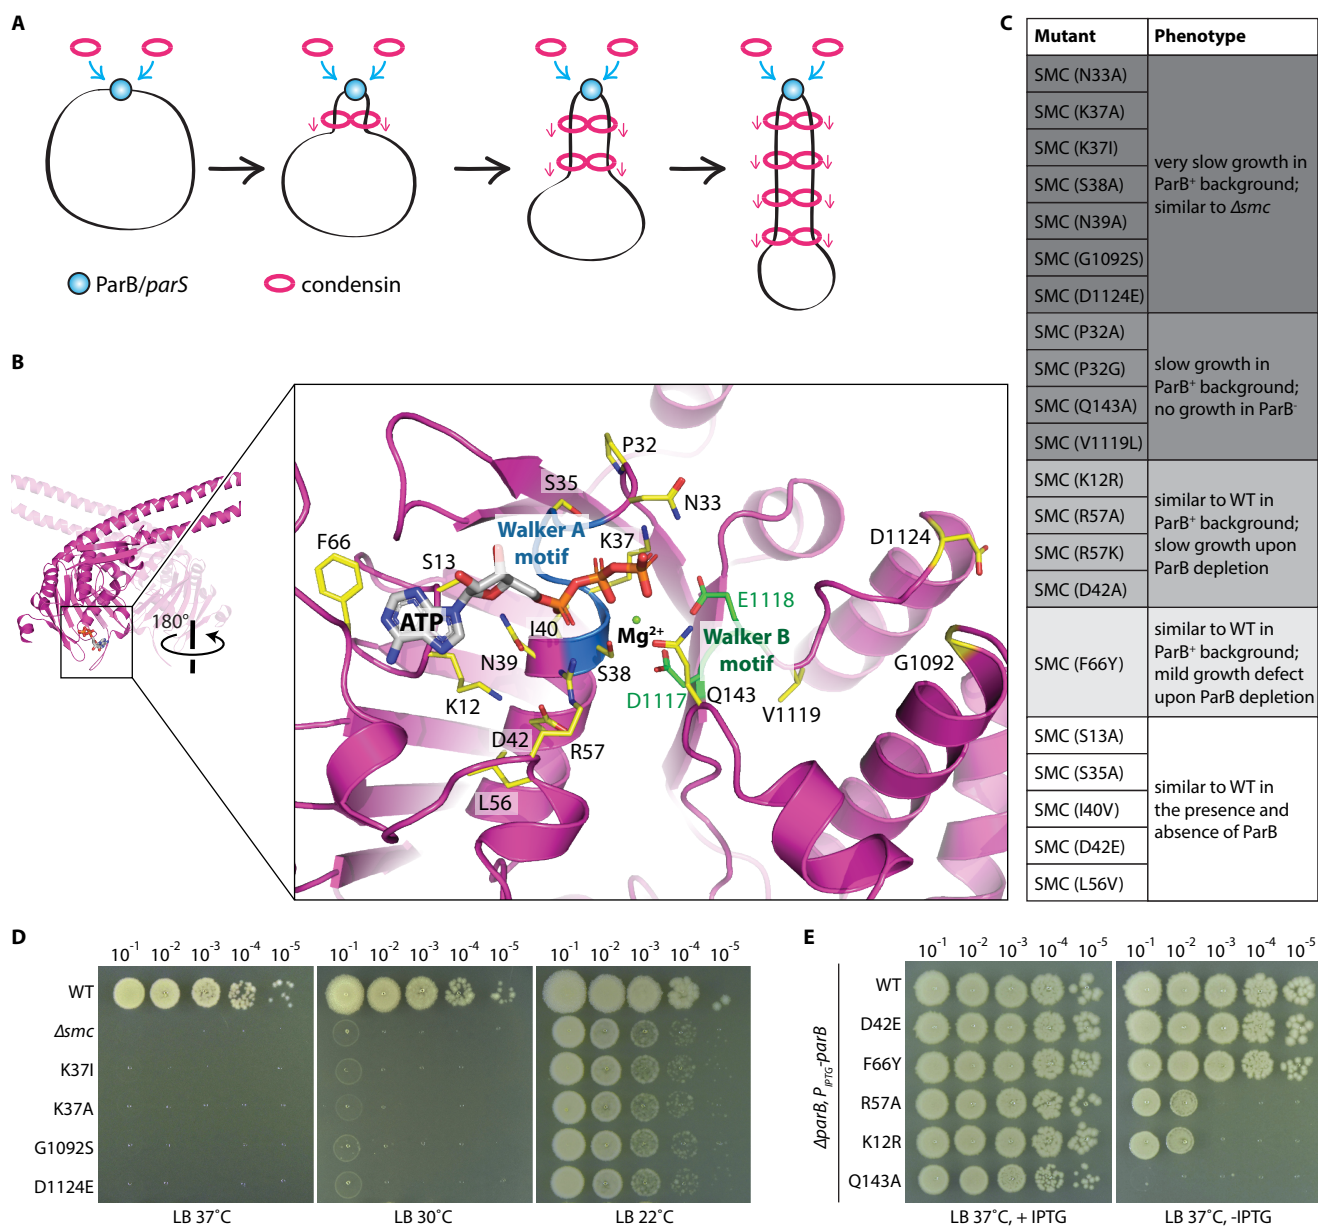 A
ParB/parS
condensin
B
180°
P32
S35
N33
Walker A
motif
K37
D1124
F66
S13
E1118
ATP
I40
Mg²⁺
Walker B
motif
G1092
N39
S38
D1117
Q143
K12
V1119
D42
R57
L56
C
Mutant Phenotype
SMC (N33A)
SMC (K37A)
SMC (K37I)
SMC (S38A)
SMC (N39A)
SMC (G1092S)
SMC (D1124E)
very slow growth in
ParB⁺ background;
similar to Δsmc
SMC (P32A)
SMC (P32G)
SMC (Q143A)
SMC (V1119L)
slow growth in
ParB⁺ background;
no growth in ParB⁻
SMC (K12R)
SMC (R57A)
SMC (R57K)
SMC (D42A)
similar to WT in
ParB⁺ background;
slow growth upon
ParB depletion
SMC (F66Y)
similar to WT in
ParB⁺ background;
mild growth defect
upon ParB depletion
SMC (S13A)
SMC (S35A)
SMC (I40V)
SMC (D42E)
SMC (L56V)
similar to WT in
the presence and
absence of ParB
D
10⁻¹ 10⁻² 10⁻³ 10⁻⁴ 10⁻⁵ 10⁻¹ 10⁻² 10⁻³ 10⁻⁴ 10⁻⁵ 10⁻¹ 10⁻² 10⁻³ 10⁻⁴ 10⁻⁵
WT
Δsmc
K37I
K37A
G1092S
D1124E
LB 37°C LB 30°C LB 22°C
E
10⁻¹ 10⁻² 10⁻³ 10⁻⁴ 10⁻⁵ 10⁻¹ 10⁻² 10⁻³ 10⁻⁴ 10⁻⁵
ΔparB, P_IPTG-parB
WT
D42E
F66Y
R57A
K12R
Q143A
LB 37°C, + IPTG LB 37°C, -IPTG